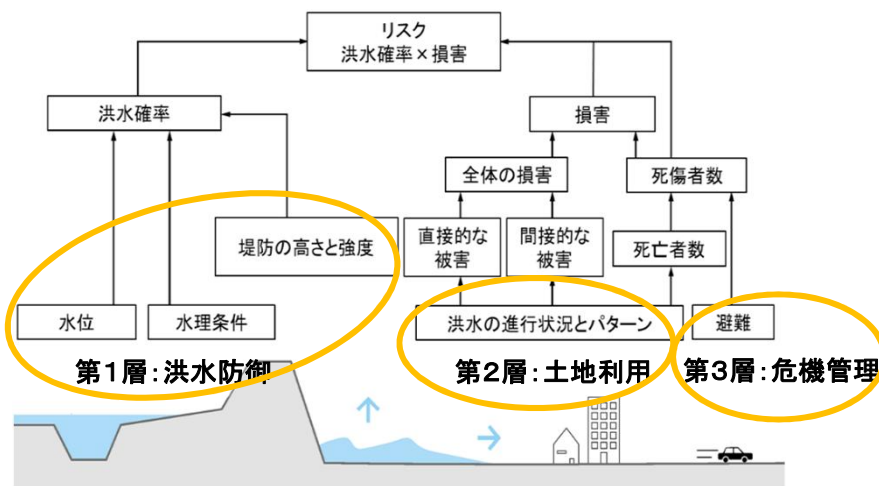 リスク
洪水確率×損害
洪水確率
損害
全体の損害
死傷者数
堤防の高さと強度
直接的な
被害
間接的な
被害
死亡者数
水位
水理条件
洪水の進行状況とパターン
避難
第1層:洪水防御
第2層:土地利用
第3層:危機管理